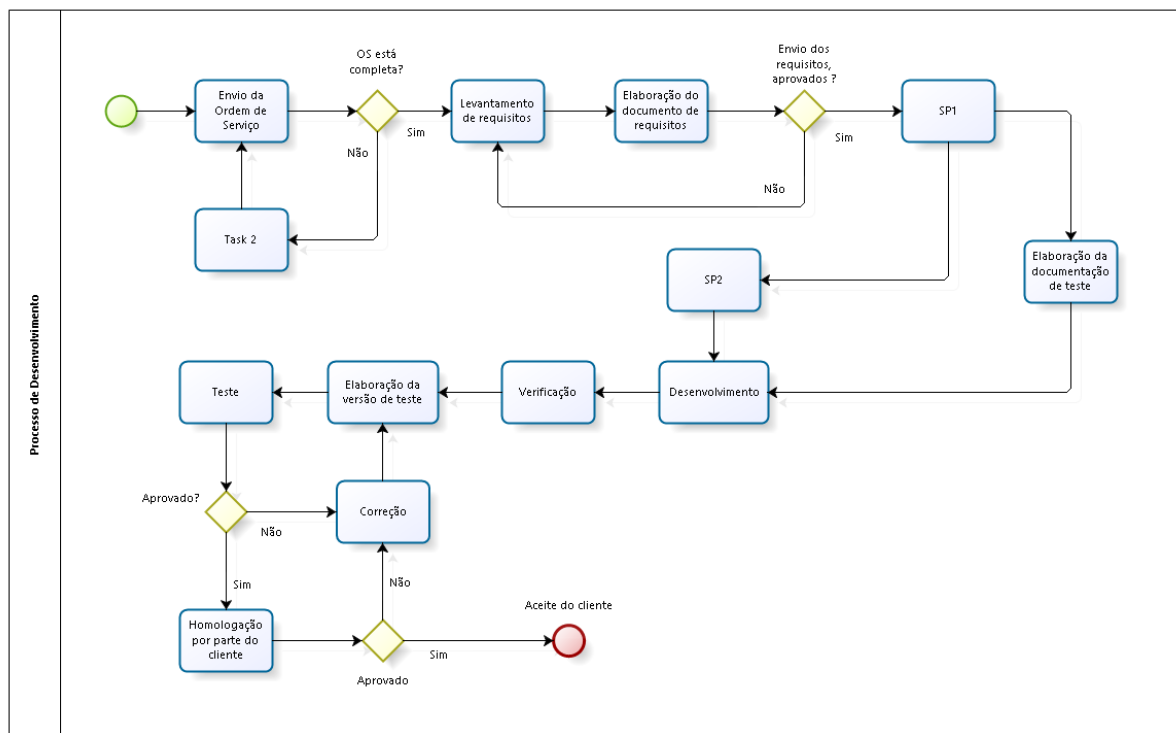 Processo de Desenvolvimento
OS está
completa?
Envio da
Ordem de
Serviço
Sim
Não
Task 2
Levantamento
de requisitos
Elaboração do
documento de
requisitos
Envio dos
requisitos,
aprovados ?
Sim
Não
SP1
Elaboração da
documentação
de teste
SP2
Desenvolvimento
Verificação
Elaboração da
versão de teste
Teste
Aprovado?
Não
Correção
Sim
Não
Homologação
por parte do
cliente
Aprovado
Sim
Aceite do cliente